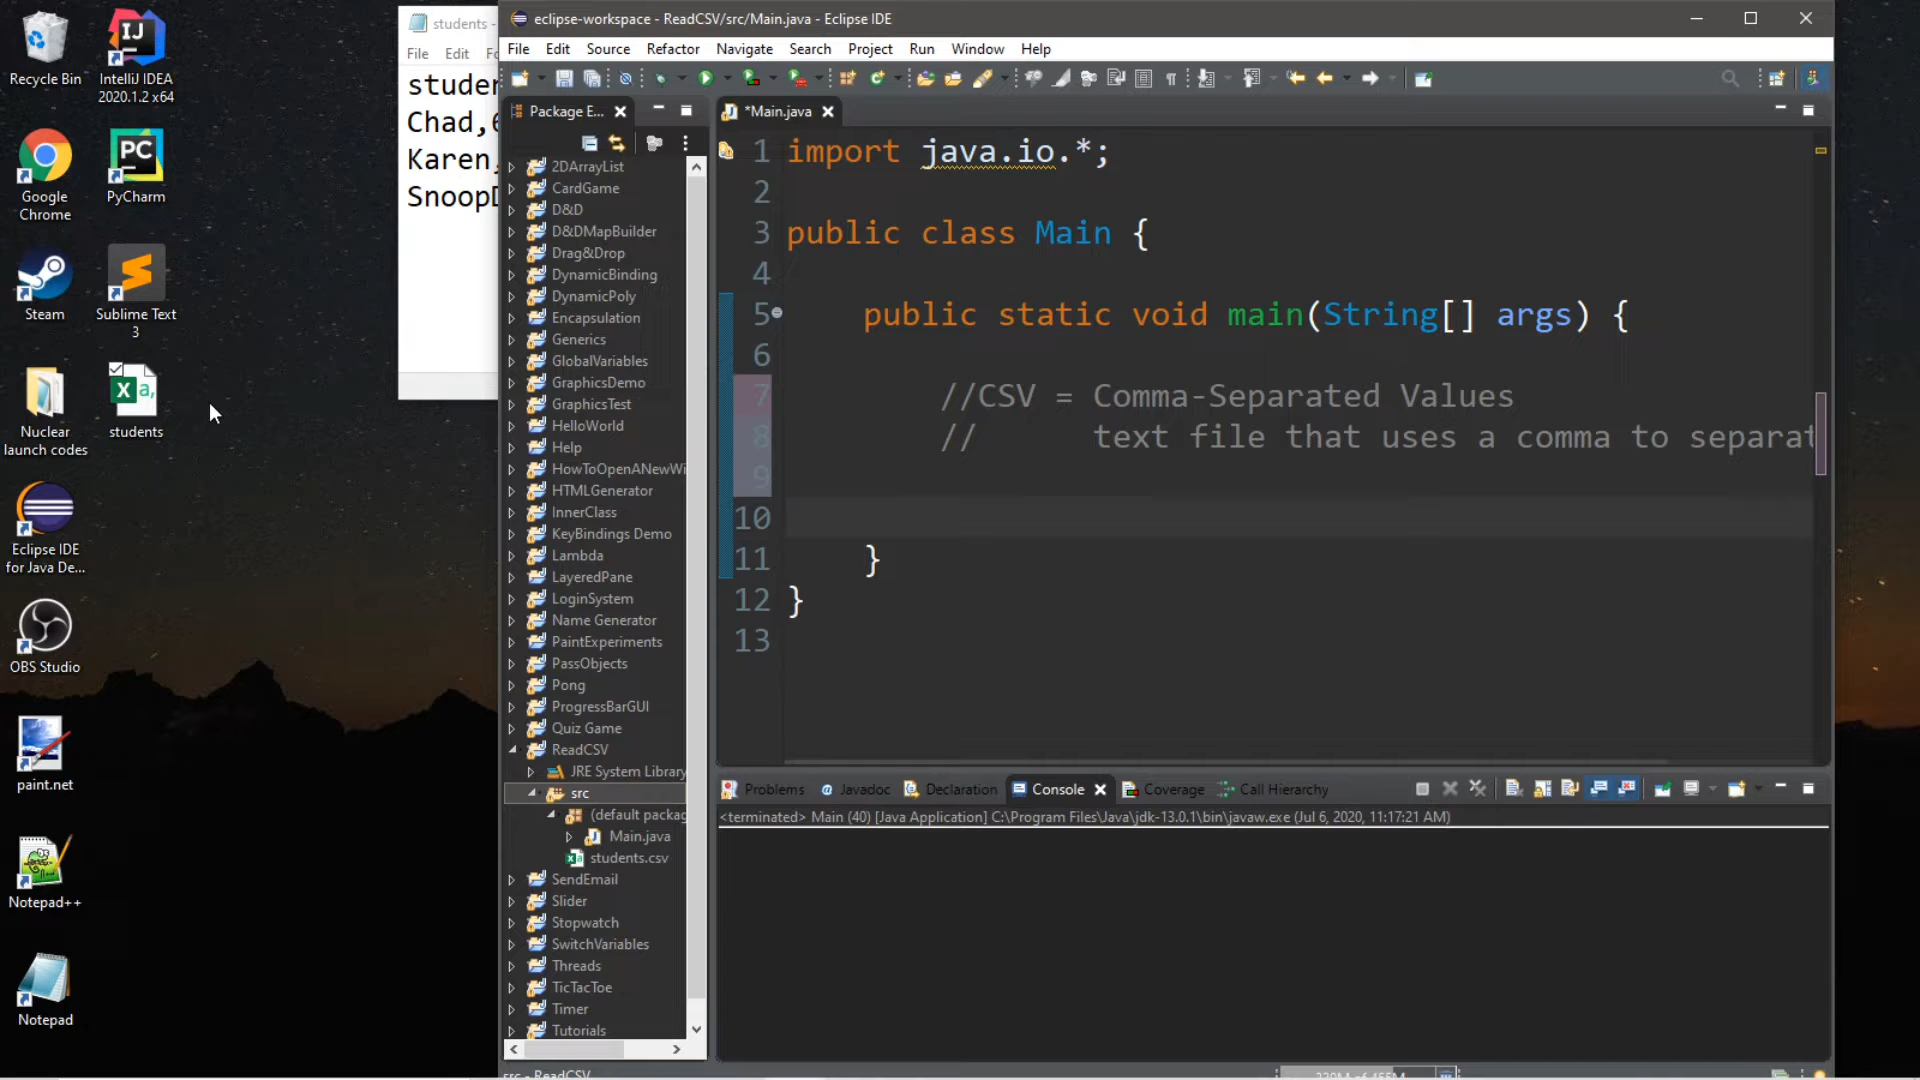 Recycle Bin
IntelliJ IDEA
2020.1.2 x64
Google
Chrome
PyCharm
Steam
Sublime Text
3
Nuclear
launch codes
students
Eclipse IDE
for Java De...
OBS Studio
paint.net
Notepad++
Notepad
students -
File Edit
Chad,
Karen,
eclipse-workspace - ReadCSV/src/Main.java - Eclipse IDE
File Edit Source Refactor Navigate Search Project Run Window Help
Package E...
2DArrayList
CardGame
D&D
D&DMapBuilder
Drag&Drop
DynamicBinding
DynamicPoly
Encapsulation
Generics
GlobalVariables
GraphicsDemo
GraphicsTest
HelloWorld
Help
HowToOpenANewWi
HTMLGenerator
InnerClass
KeyBindings Demo
Lambda
LayeredPane
LoginSystem
Name Generator
PaintExperiments
PassObjects
Pong
ProgressBarGUI
Quiz Game
ReadCSV
JRE System Library
src
(default packag
Main.java
students.csv
SendEmail
Slider
Stopwatch
SwitchVariables
Threads
TicTacToe
Timer
Tutorials
*Main.java
1 import java.io.*;
2
3 public class Main {
4
5 public static void main(String[] args) {
6
7 //CSV = Comma-Separated Values
8 // text file that uses a comma to separat
9
10
11 }
12 }
13
Problems @ Javadoc Declaration Console Coverage Call Hierarchy
<terminated> Main (40) [Java Application] C:\Program Files\Java\jdk-13.0.1\bin\javaw.exe (Jul 6, 2020, 11:17:21 AM)
src - ReadCSV